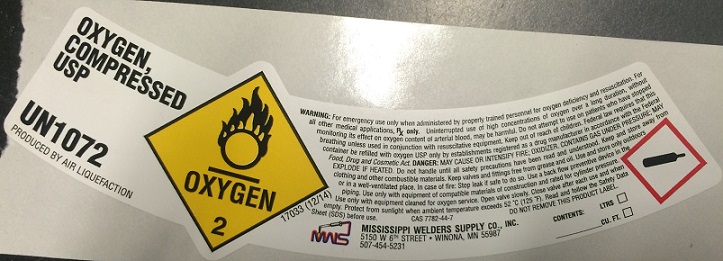 OXYGEN,
COMPRESSED
USP
UN1072
PRODUCED BY AIR LIQUEFACTION
OXYGEN
2
17033 (12/14)
WARNING: For emergency use only when administered by properly trained personnel for oxygen deficiency and resuscitation. For
all other medical applications, Rx only. Uninterrupted use of high concentrations of oxygen over a long duration, without
monitoring its effect on oxygen content of arterial blood, may be harmful. Do not attempt to use on patients who have stopped
breathing unless used in conjunction with resuscitative equipment. Keep out of reach of children. Federal law requires that this
container be refilled with oxygen USP only by establishments registered as a drug manufacturer in accordance with the Federal
Food, Drug and Cosmetic Act. DANGER: MAY CAUSE OR INTENSIFY FIRE; OXIDIZER. CONTAINS GAS UNDER PRESSURE; MAY
EXPLODE IF HEATED. Do not handle until all safety precautions have been read and understood. Keep and store away from
clothing and other combustible materials. Keep valves and fittings free from grease and oil. Use and store only outdoors
or in a well-ventilated place. In case of fire: Stop leak if safe to do so. Use a back flow preventive device in the
piping. Use only with equipment of compatible materials of construction and rated for cylinder pressure.
Use only with equipment cleaned for oxygen service. Open valve slowly. Close valve after each use and when
empty. Protect from sunlight when ambient temperature exceeds 52 °C (125 °F). Read and follow the Safety Data
Sheet (SDS) before use.
CAS 7782-44-7
DO NOT REMOVE THIS PRODUCT LABEL.
MWS
MISSISSIPPI WELDERS SUPPLY CO., INC.
5150 W 6TH STREET • WINONA, MN 55987
507-454-5231
CONTENTS:
LTRS
CU. FT.